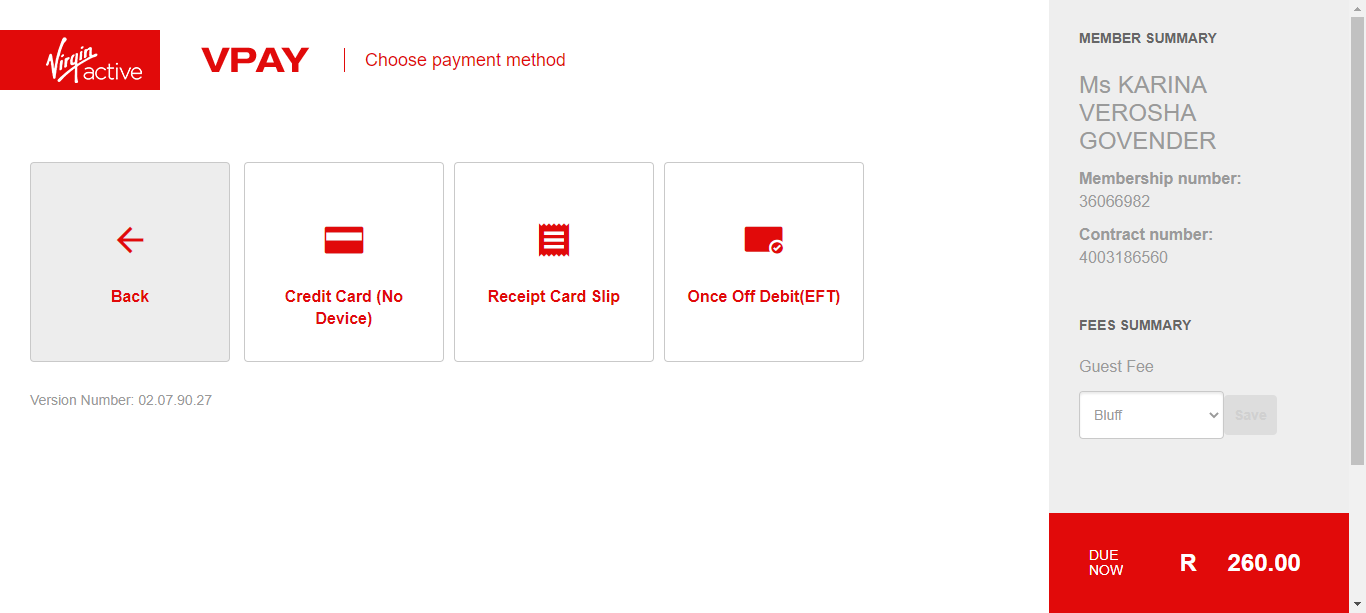 Virgin active
VPAY
Choose payment method
Back
Credit Card (No
Device)
Receipt Card Slip
Once Off Debit(EFT)
Version Number: 02.07.90.27
MEMBER SUMMARY
Ms KARINA
VEROSHA
GOVENDER
Membership number:
36066982
Contract number:
4003186560
FEES SUMMARY
Guest Fee
Bluff
Save
DUE
NOW
R 260.00